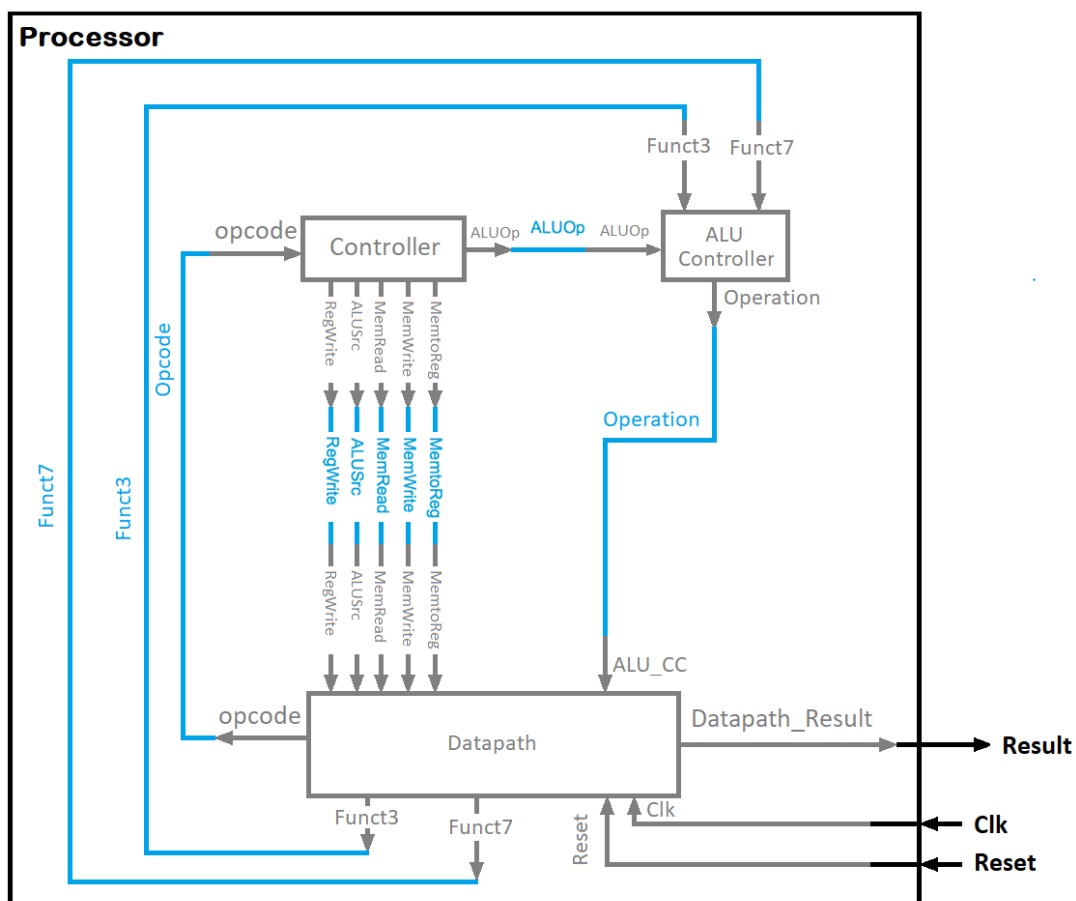 Processor
Funct3
Funct7
opcode
Controller
ALUOp
ALUOp
ALUOp
ALU
Controller
Operation
RegWrite
ALUSrc
MemRead
MemWrite
MemtoReg
Opcode
Operation
RegWrite
ALUSrc
MemRead
MemWrite
MemtoReg
Funct7
Funct3
RegWrite
ALUSrc
MemRead
MemWrite
MemtoReg
ALU_CC
opcode
Datapath
Datapath_Result
Result
Funct3
Funct7
Reset
Clk
Clk
Reset